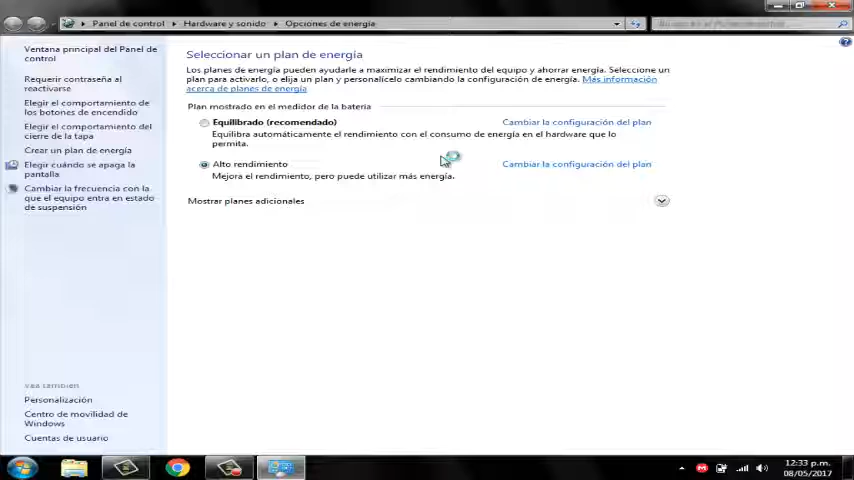 Panel de control ▸ Hardware y sonido ▸ Opciones de energía
Ventana principal del Panel de
control
Requerir contraseña al
reactivarse
Elegir el comportamiento de
los botones de encendido
Elegir el comportamiento del
cierre de la tapa
Crear un plan de energía
Elegir cuándo se apaga la
pantalla
Cambiar la frecuencia con la
que el equipo entra en estado
de suspensión
Seleccionar un plan de energía
Los planes de energía pueden ayudarle a maximizar el rendimiento del equipo y ahorrar energía. Seleccione un
plan para activarlo, o elija un plan y personalícelo cambiando la configuración de energía. Más información
acerca de planes de energía
Plan mostrado en el medidor de la batería
Equilibrado (recomendado) Cambiar la configuración del plan
Equilibra automáticamente el rendimiento con el consumo de energía en el hardware que lo
permita.
Alto rendimiento Cambiar la configuración del plan
Mejora el rendimiento, pero puede utilizar más energía.
Mostrar planes adicionales
Vea también
Personalización
Centro de movilidad de
Windows
Cuentas de usuario
12:33 p.m.
08/05/2017